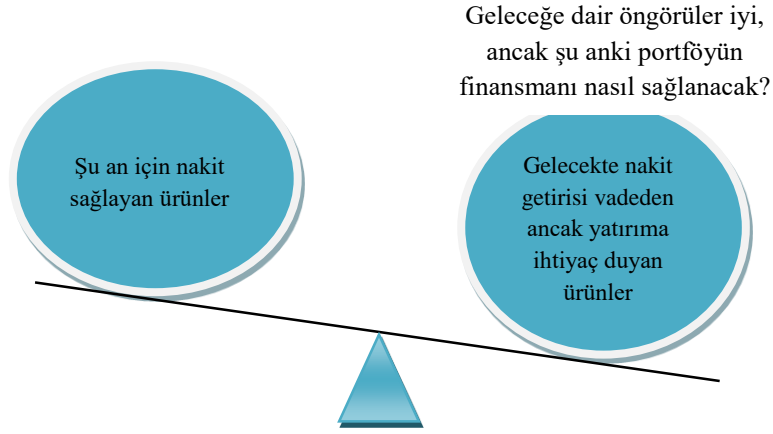 Geleceğe dair öngörüler iyi,
ancak şu anki portföyün
finansmanı nasıl sağlanacak?
Şu an için nakit
sağlayan ürünler
Gelecekte nakit
getirisi vadeden
ancak yatırıma
ihtiyaç duyan
ürünler